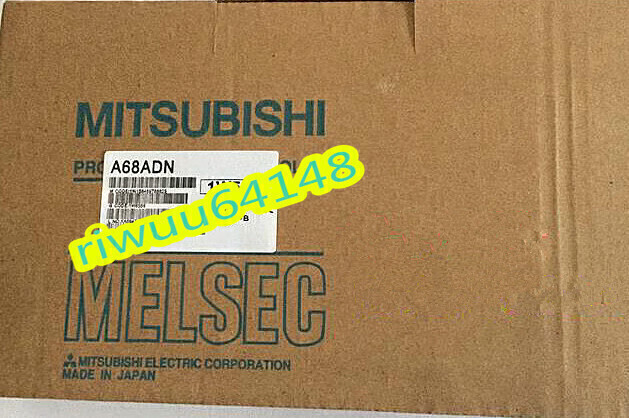 MITSUBISHI
A68ADN
riwuu64148
MELSEC
MITSUBISHI ELECTRIC CORPORATION
MADE IN JAPAN